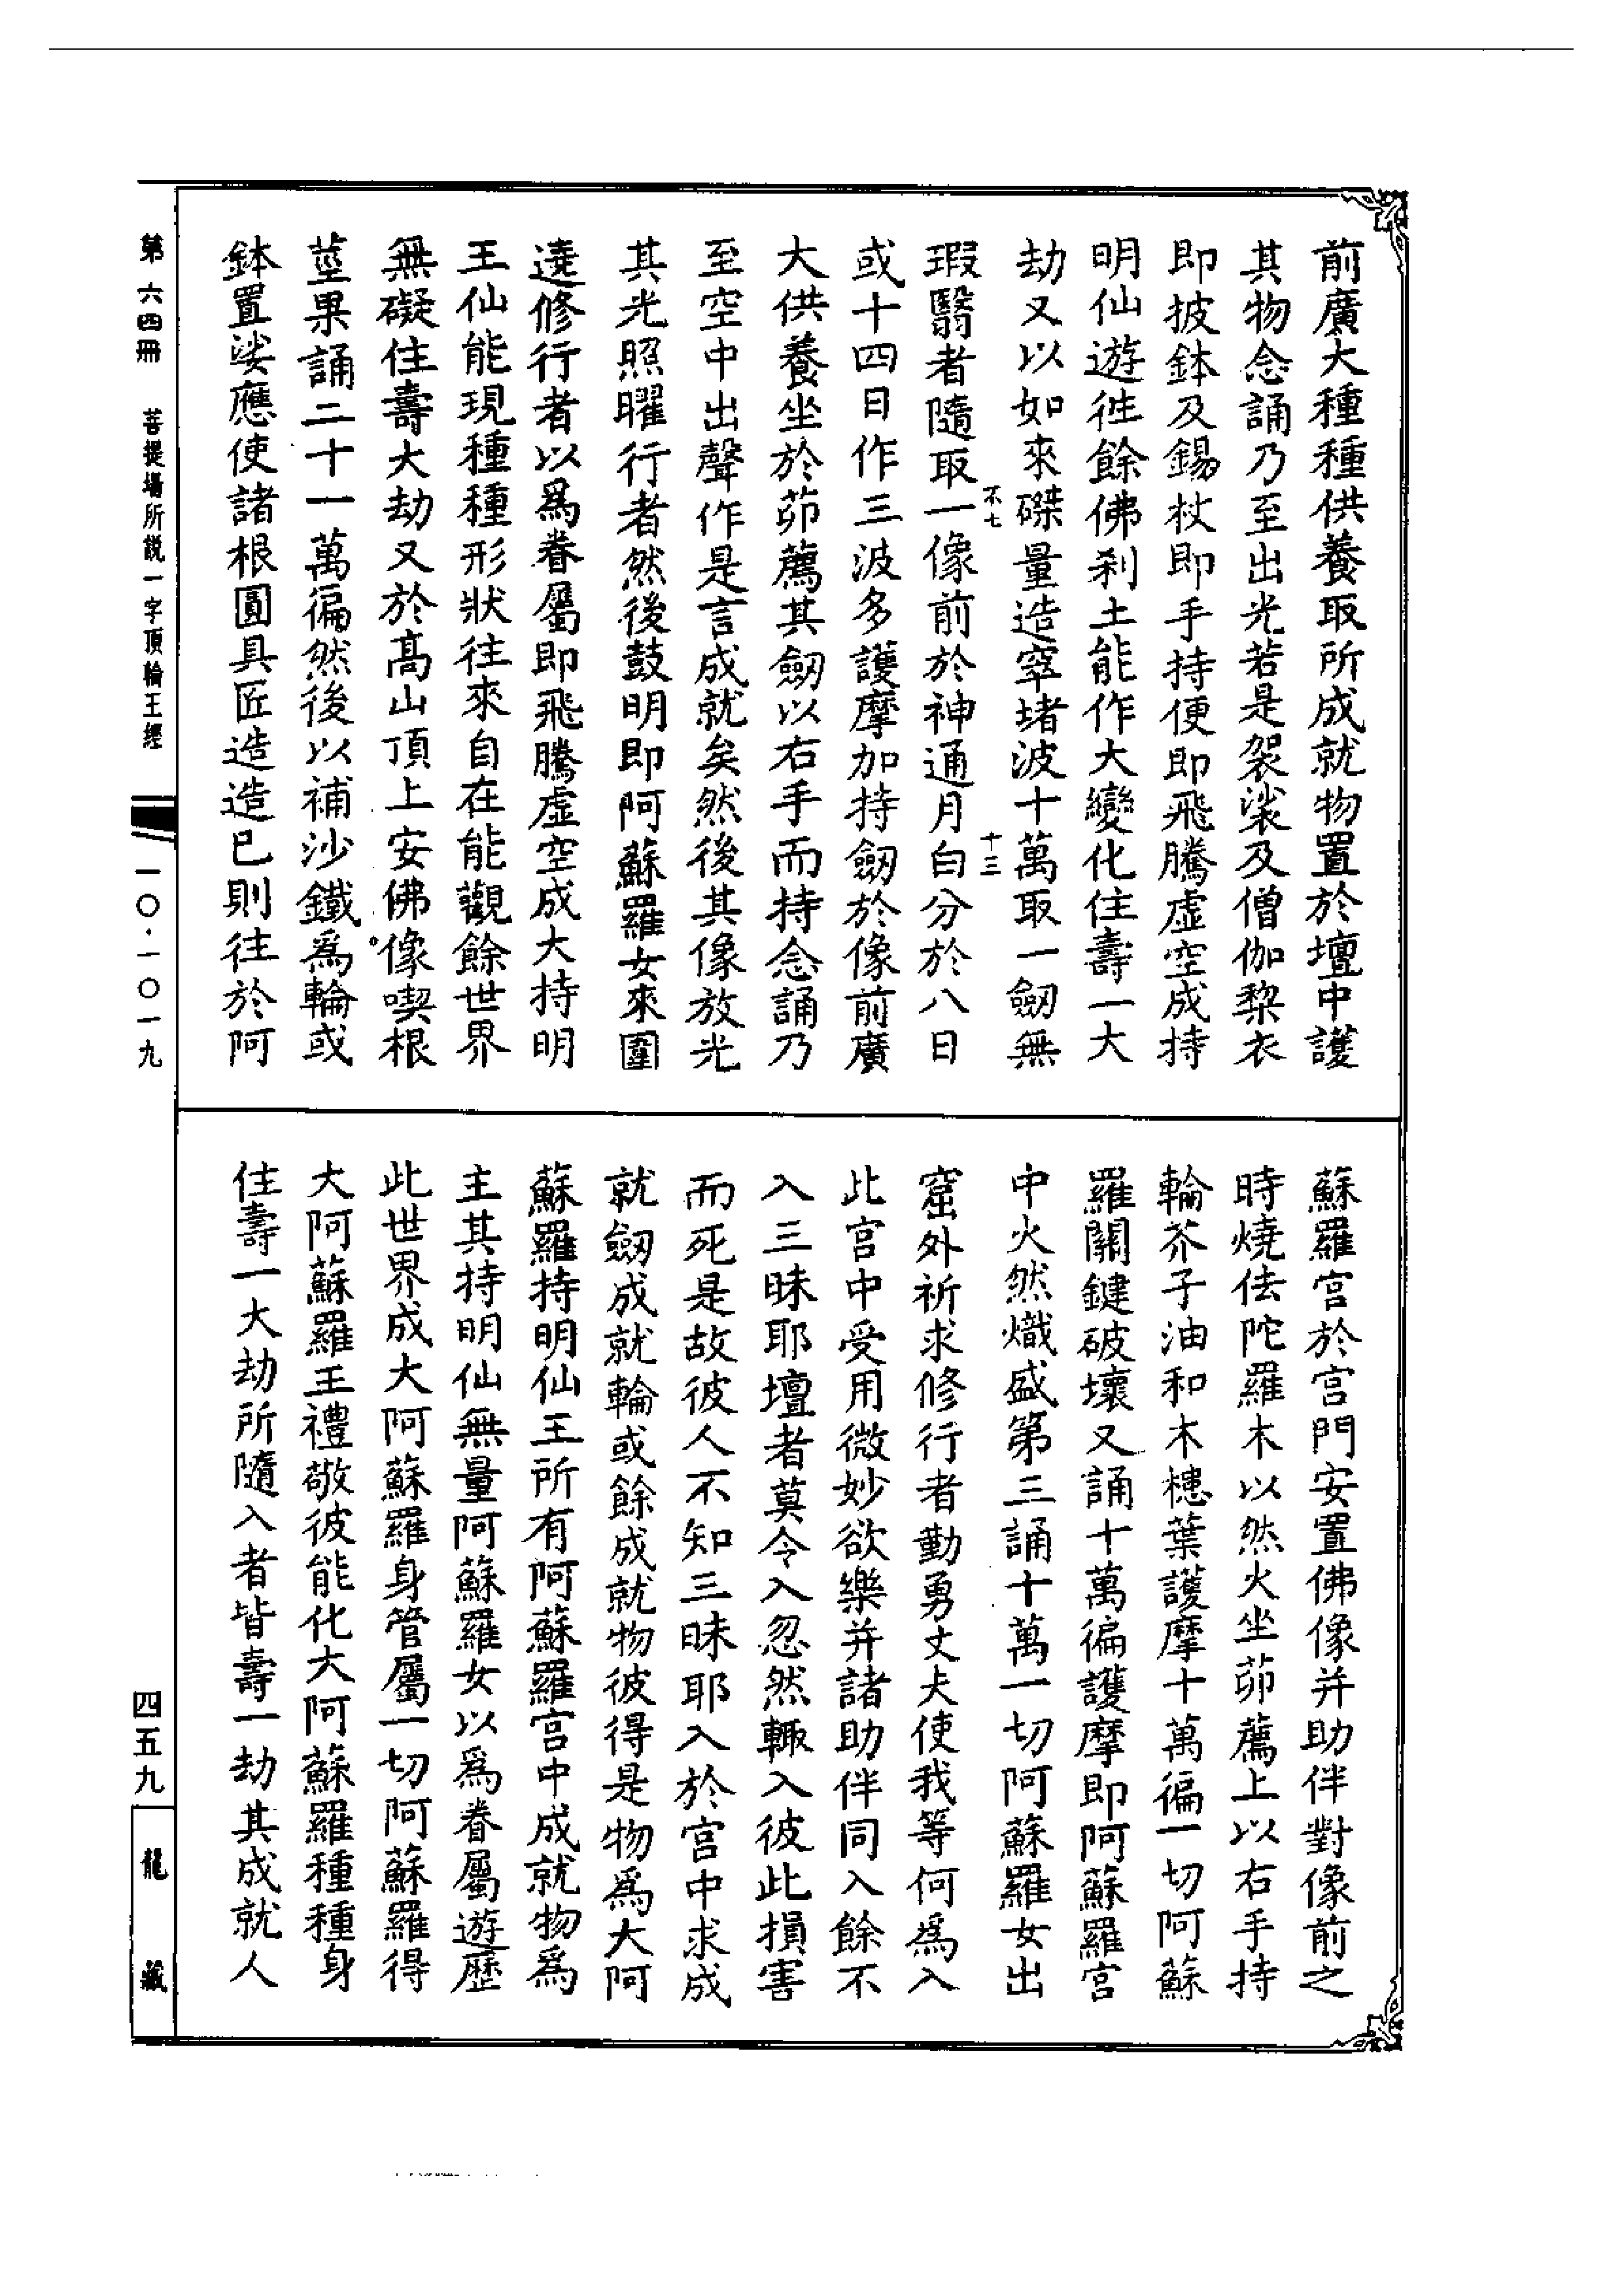 前廣大種種供養取所成就物置於壇中護
其物念誦乃至出光若是袈裟及僧伽棃衣
即披鉢及錫杖即手持便即飛騰虛空成持
明仙遊往餘佛剎土能作大變化住壽一大
劫又以如來磔量造窣堵波十萬取一劒無
不七
十三
瑕翳者隨取一像前於神通月白分於八日
或十四日作三波多護摩加持劒於像前廣
大供養坐於茆薦其劒以右手而持念誦乃
至空中出聲作是言成就矣然後其像放光
其光照曜行者然後鼓明即阿蘇羅女來圍
遶修行者以爲眷屬即飛騰虛空成大持明
王仙能現種種形狀往來自在能觀餘世界
無礙住壽大劫又於髙山頂上安佛像喫根
莖果誦二十一萬徧然後以補沙鐵爲輪或
鉢置娑應使諸根圓具匠造造已則往於阿
蘇羅宮於宮門安置佛像并助伴對像前之
時燒佉陀羅木以然火坐茆薦上以右手持
輪芥子油和木槵葉護摩十萬徧一切阿蘇
羅關鍵破壞又誦十萬徧護摩即阿蘇羅宮
中火然熾盛第三誦十萬一切阿蘇羅女出
窟外祈求修行者勤勇丈夫使我等何爲入
此宮中受用微妙欲樂并諸助伴同入餘不
入三昧耶壇者莫令入忽然輙入彼此損害
而死是故彼人不知三昧耶入於宮中求成
就劒成就輪或餘成就物彼得是物爲大阿
蘇羅持明仙王所有阿蘇羅宮中成就物爲
主其持明仙無量阿蘇羅女以爲眷屬遊歷
此世界成大阿蘇羅身管屬一切阿蘇羅得
大阿蘇羅王禮敬彼能化大阿蘇羅種種身
住壽一大劫所隨入者皆壽一劫其成就人
第六四冊 菩提場所説一字頂輪王經
一〇·一〇一九
四五九
龍藏